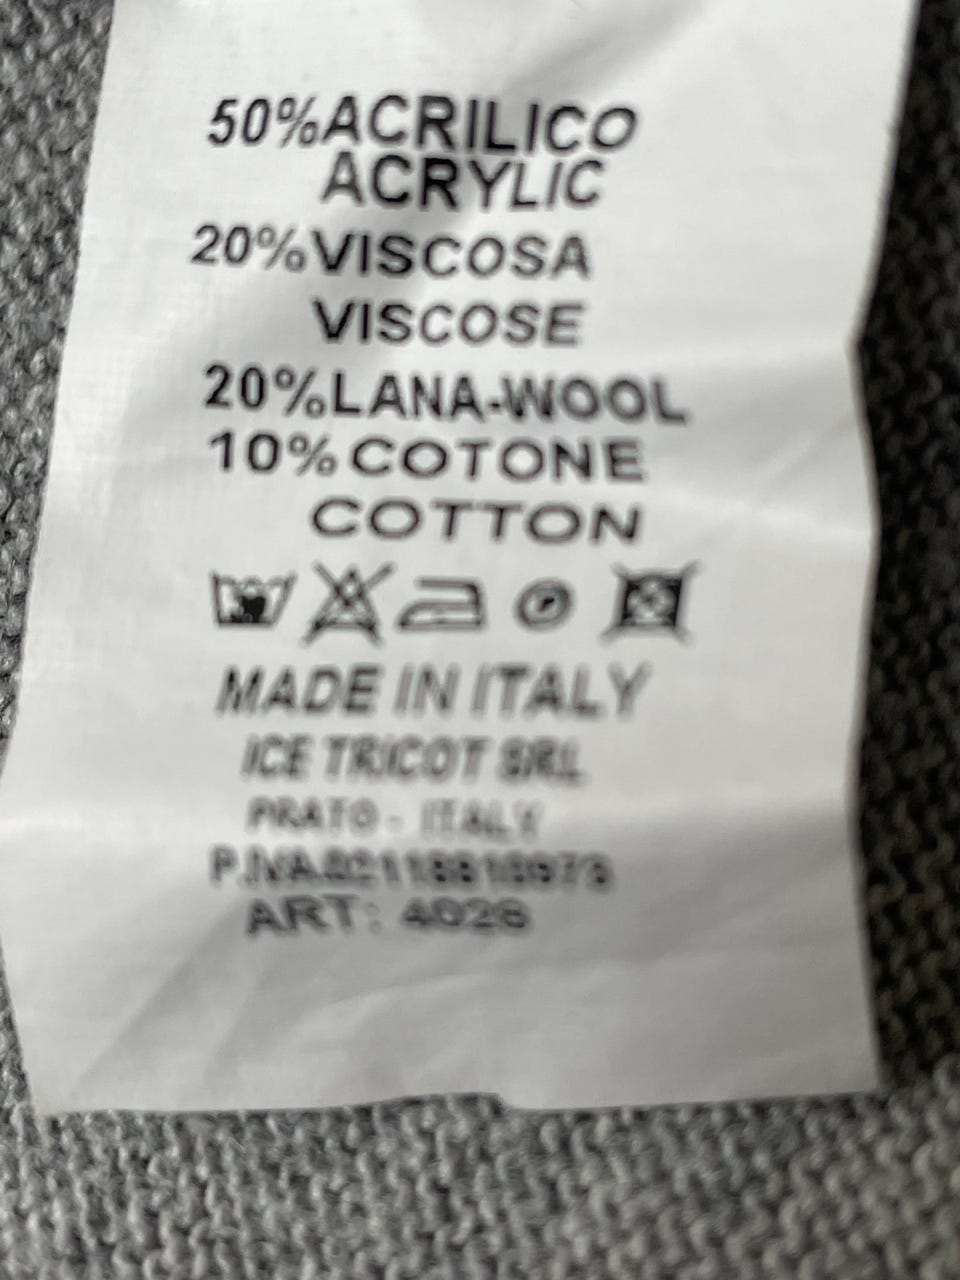 50%ACRILICO
ACRYLIC
20%VISCOSA
VISCOSE
20%LANA-WOOL
10%COTONE
COTTON
P
MADE IN ITALY
ICE TRICOT SRL
PRATO - ITALY
P.IVA
ART: 4026